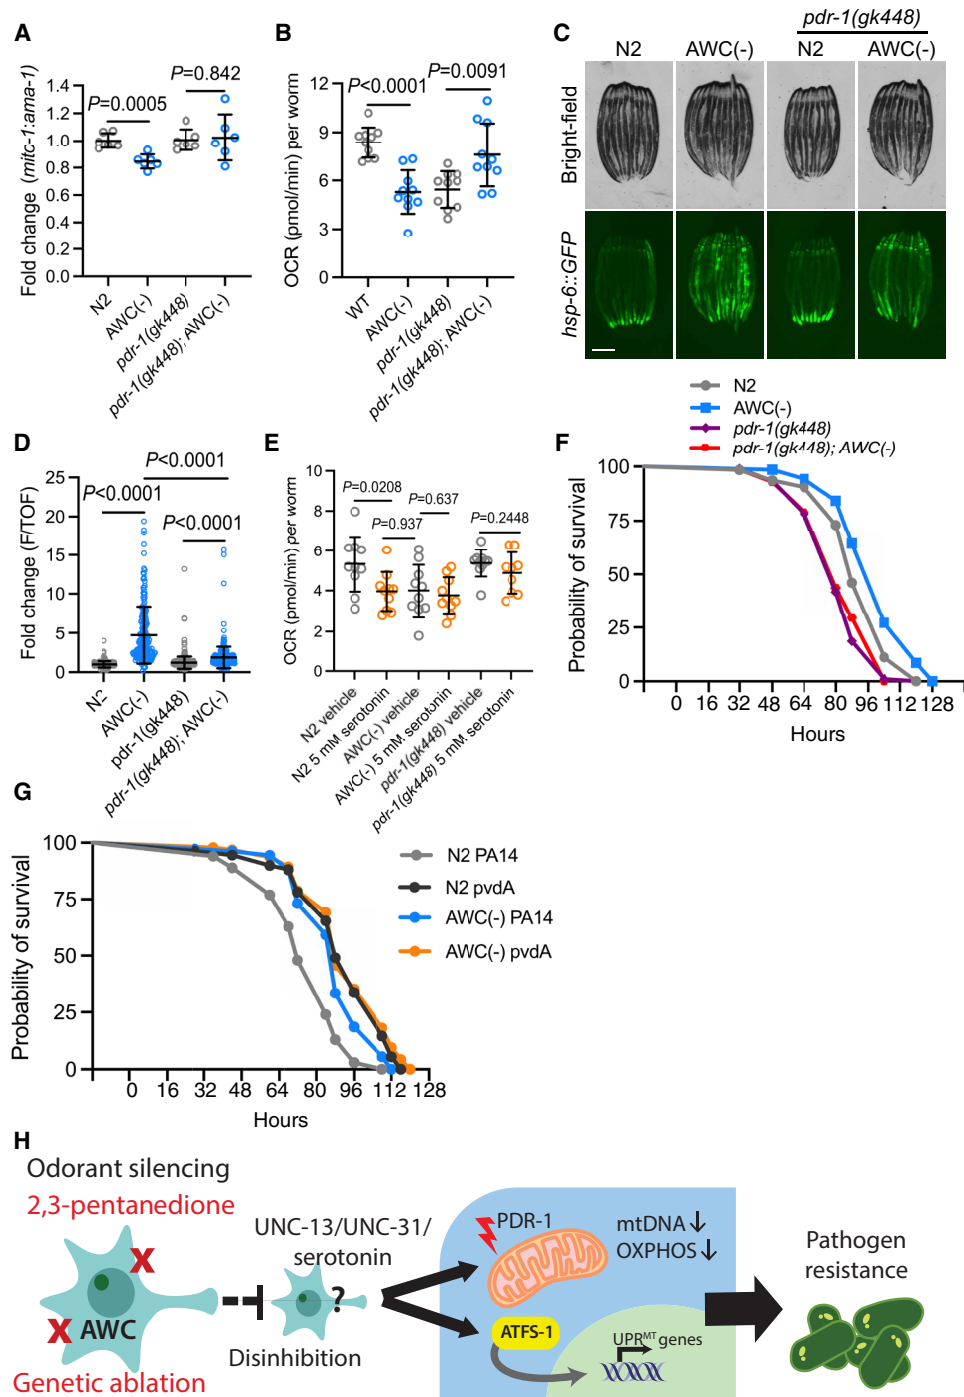 A
Fold change (mitc-1:ama-1)
1.4
1.2
1.0
0.8
0.6
0.4
0.2
0.0
P=0.0005
P=0.842
N2
AWC(-)
pdr-1(gk448)
pdr-1(gk448); AWC(-)
B
OCR (pmol/min) per worm
12
9
6
3
0
P<0.0001
P=0.0091
WT
AWC(-)
pdr-1(gk448)
pdr-1(gk448); AWC(-)
C
pdr-1(gk448)
N2
AWC(-)
N2
AWC(-)
Bright-field
hsp-6::GFP
D
Fold change (F/TOF)
25
20
15
10
5
0
P<0.0001
P<0.0001
P<0.0001
N2
AWC(-)
pdr-1(gk448)
pdr-1(gk448); AWC(-)
E
OCR (pmol/min) per worm
10
8
6
4
2
0
P=0.0208
P=0.637
P=0.937
P=0.2448
N2 vehicle
N2 5 mM serotonin
AWC(-) vehicle
AWC(-) 5 mM serotonin
pdr-1(gk448) vehicle
pdr-1(gk448) 5 mM serotonin
N2
AWC(-)
pdr-1(gk448)
pdr-1(gk448); AWC(-)
F
Probability of survival
100
75
50
25
0
0 16 32 48 64 80 96 112 128
Hours
G
Probability of survival
100
75
50
25
0
0 16 32 48 64 80 96 112 128
Hours
N2 PA14
N2 pvdA
AWC(-) PA14
AWC(-) pvdA
H
Odorant silencing
2,3-pentanedione
X
X
AWC
Genetic ablation
UNC-13/UNC-31/
serotonin
?
Disinhibition
PDR-1
mtDNA ↓
OXPHOS ↓
ATFS-1
UPRMT genes
Pathogen
resistance